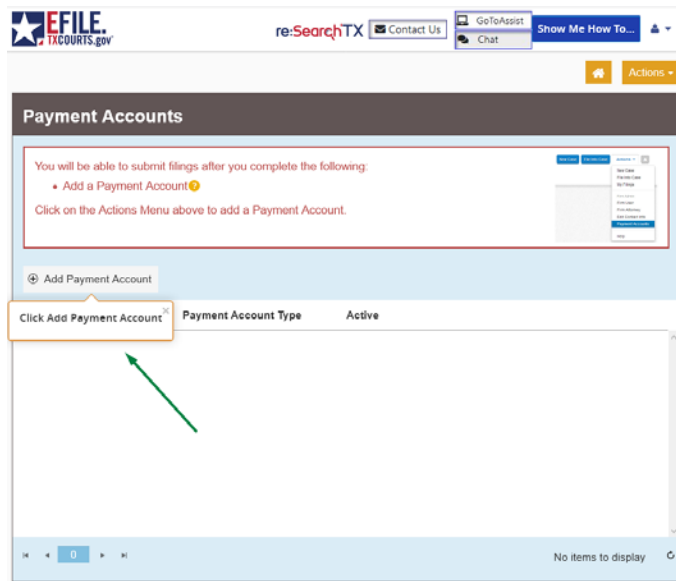 EFILE.
TXCOURTS.gov
re:SearchTX
Contact Us
GoToAssist
Chat
Show Me How To...
Actions
Payment Accounts
You will be able to submit filings after you complete the following:
• Add a Payment Account?
Click on the Actions Menu above to add a Payment Account.
Add Payment Account
Click Add Payment Account ×
Payment Account Type Active
0
No items to display